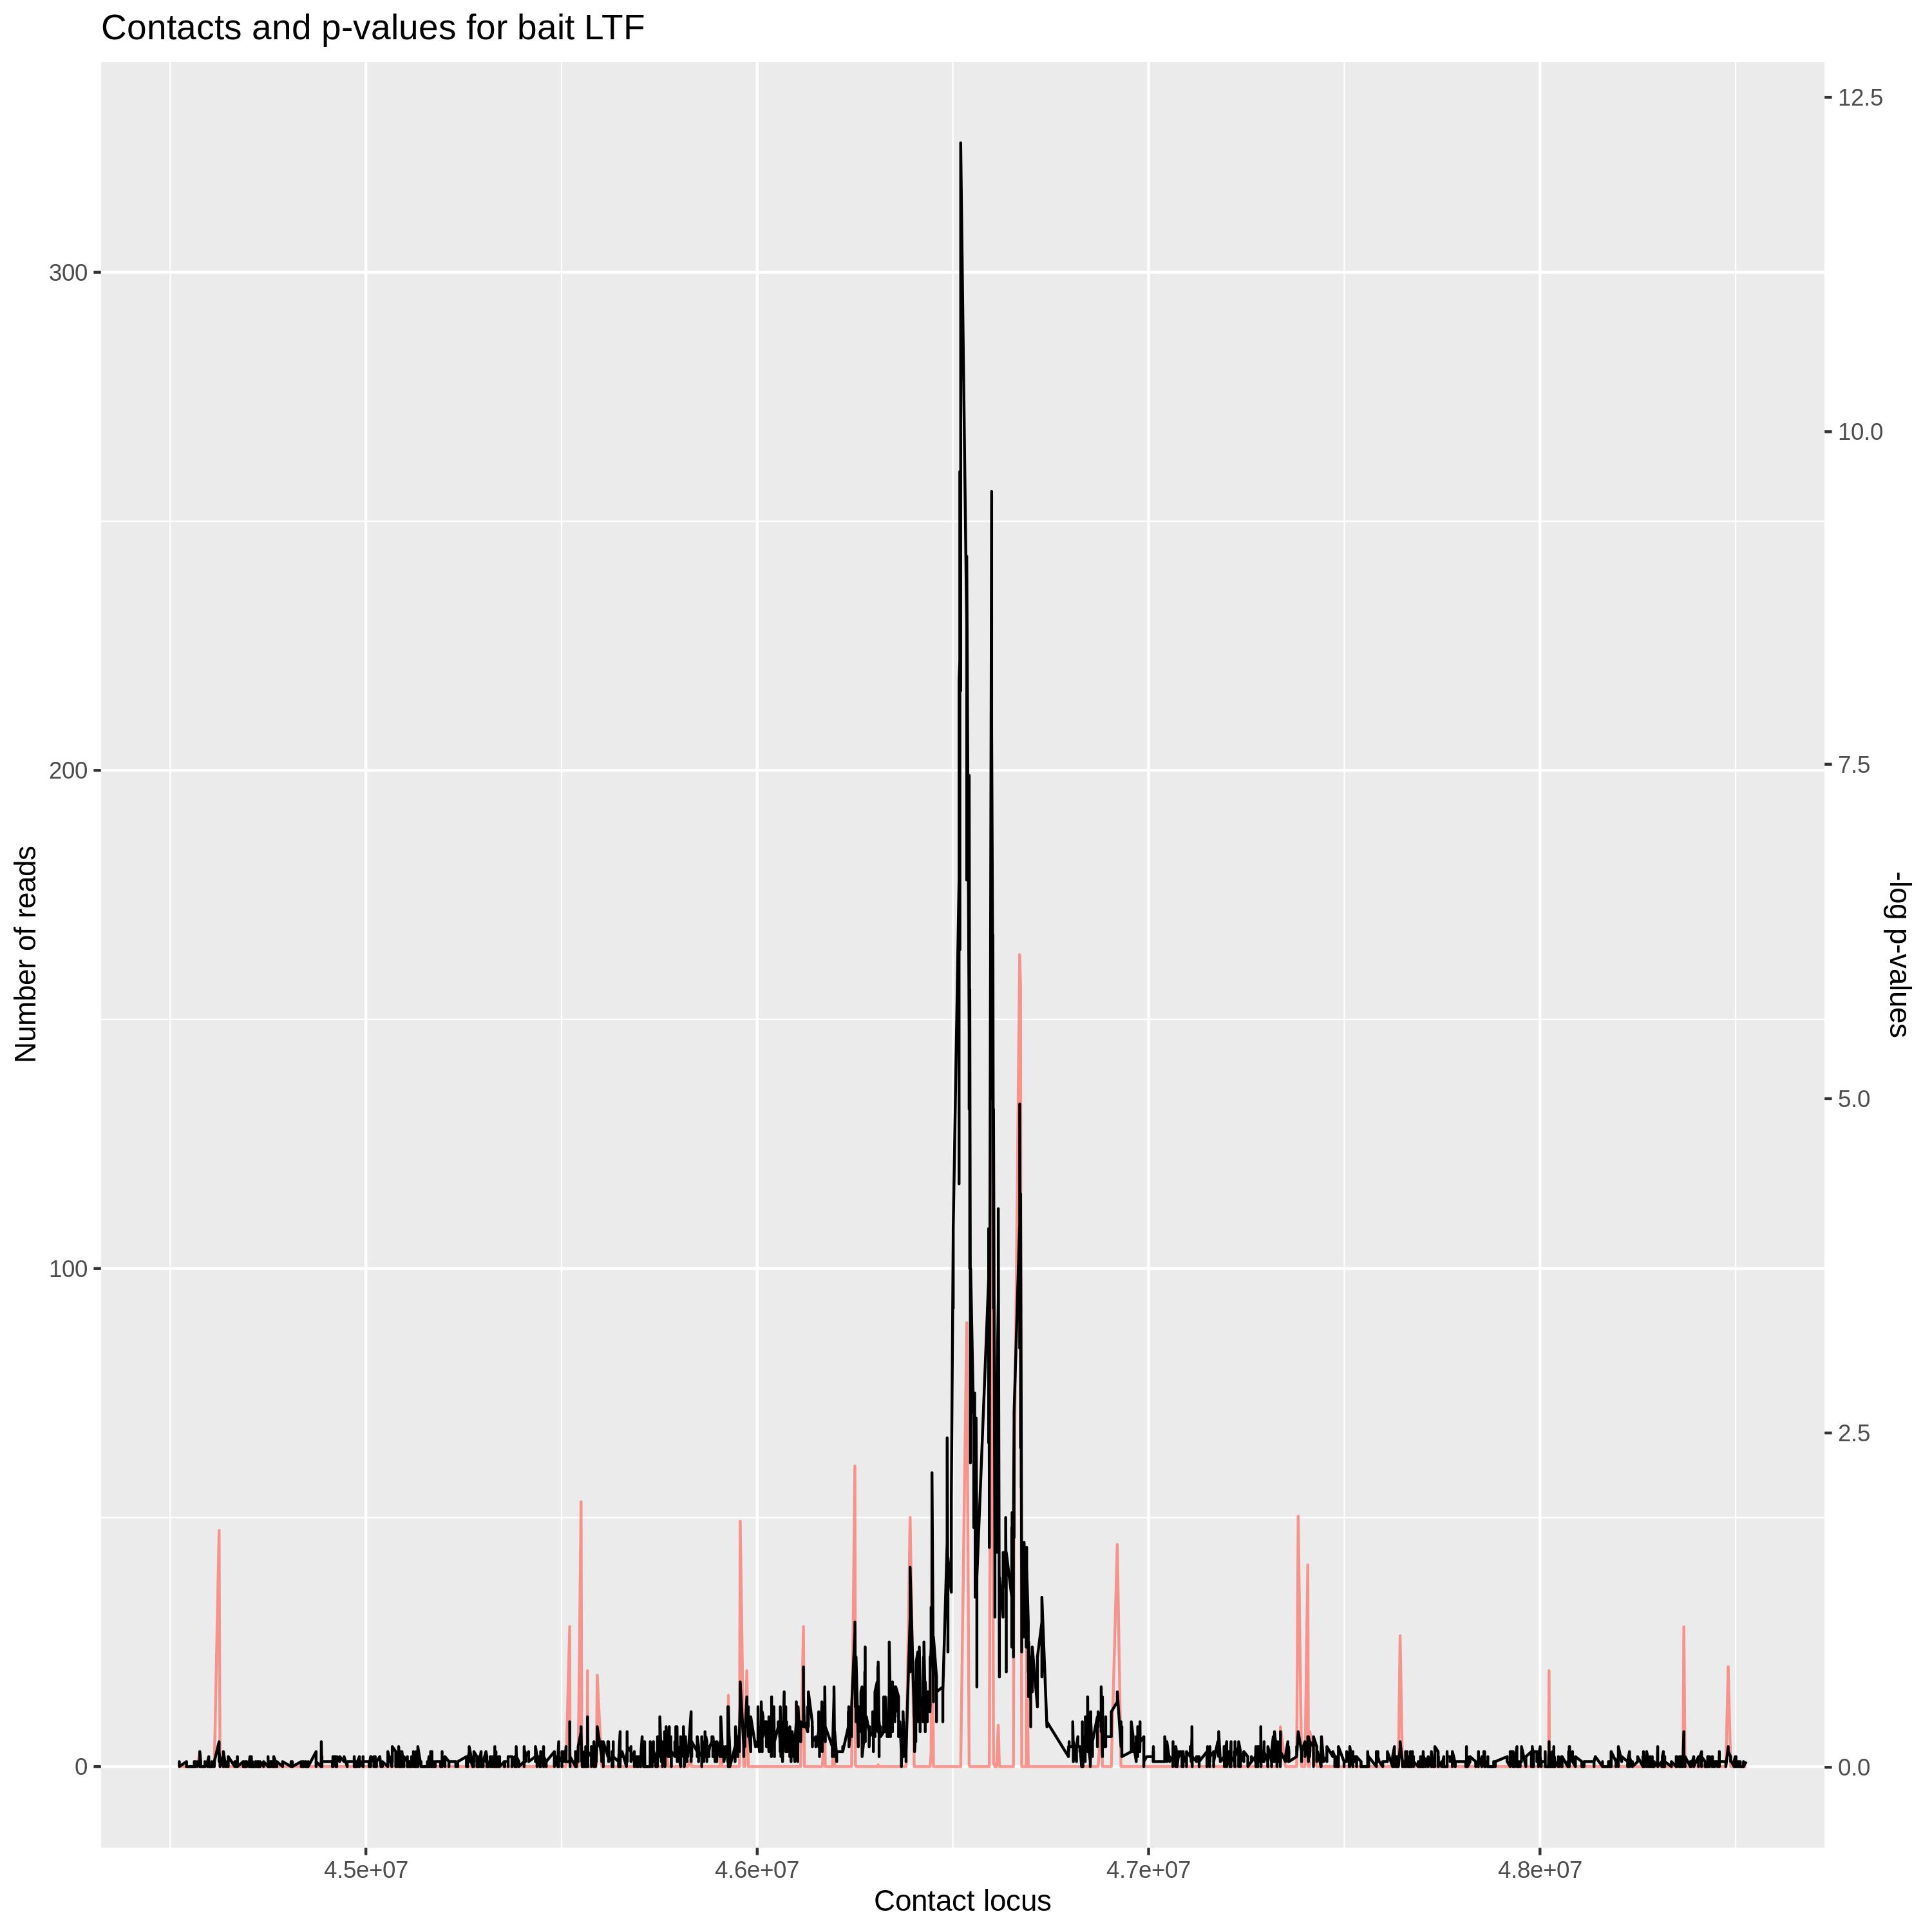 Contacts and p-values for bait LTF
12.5
10.0
7.5
5.0
2.5
0.0
300
200
100
0
Number of reads
-log p-values
4.5e+07
4.6e+07
4.7e+07
4.8e+07
Contact locus